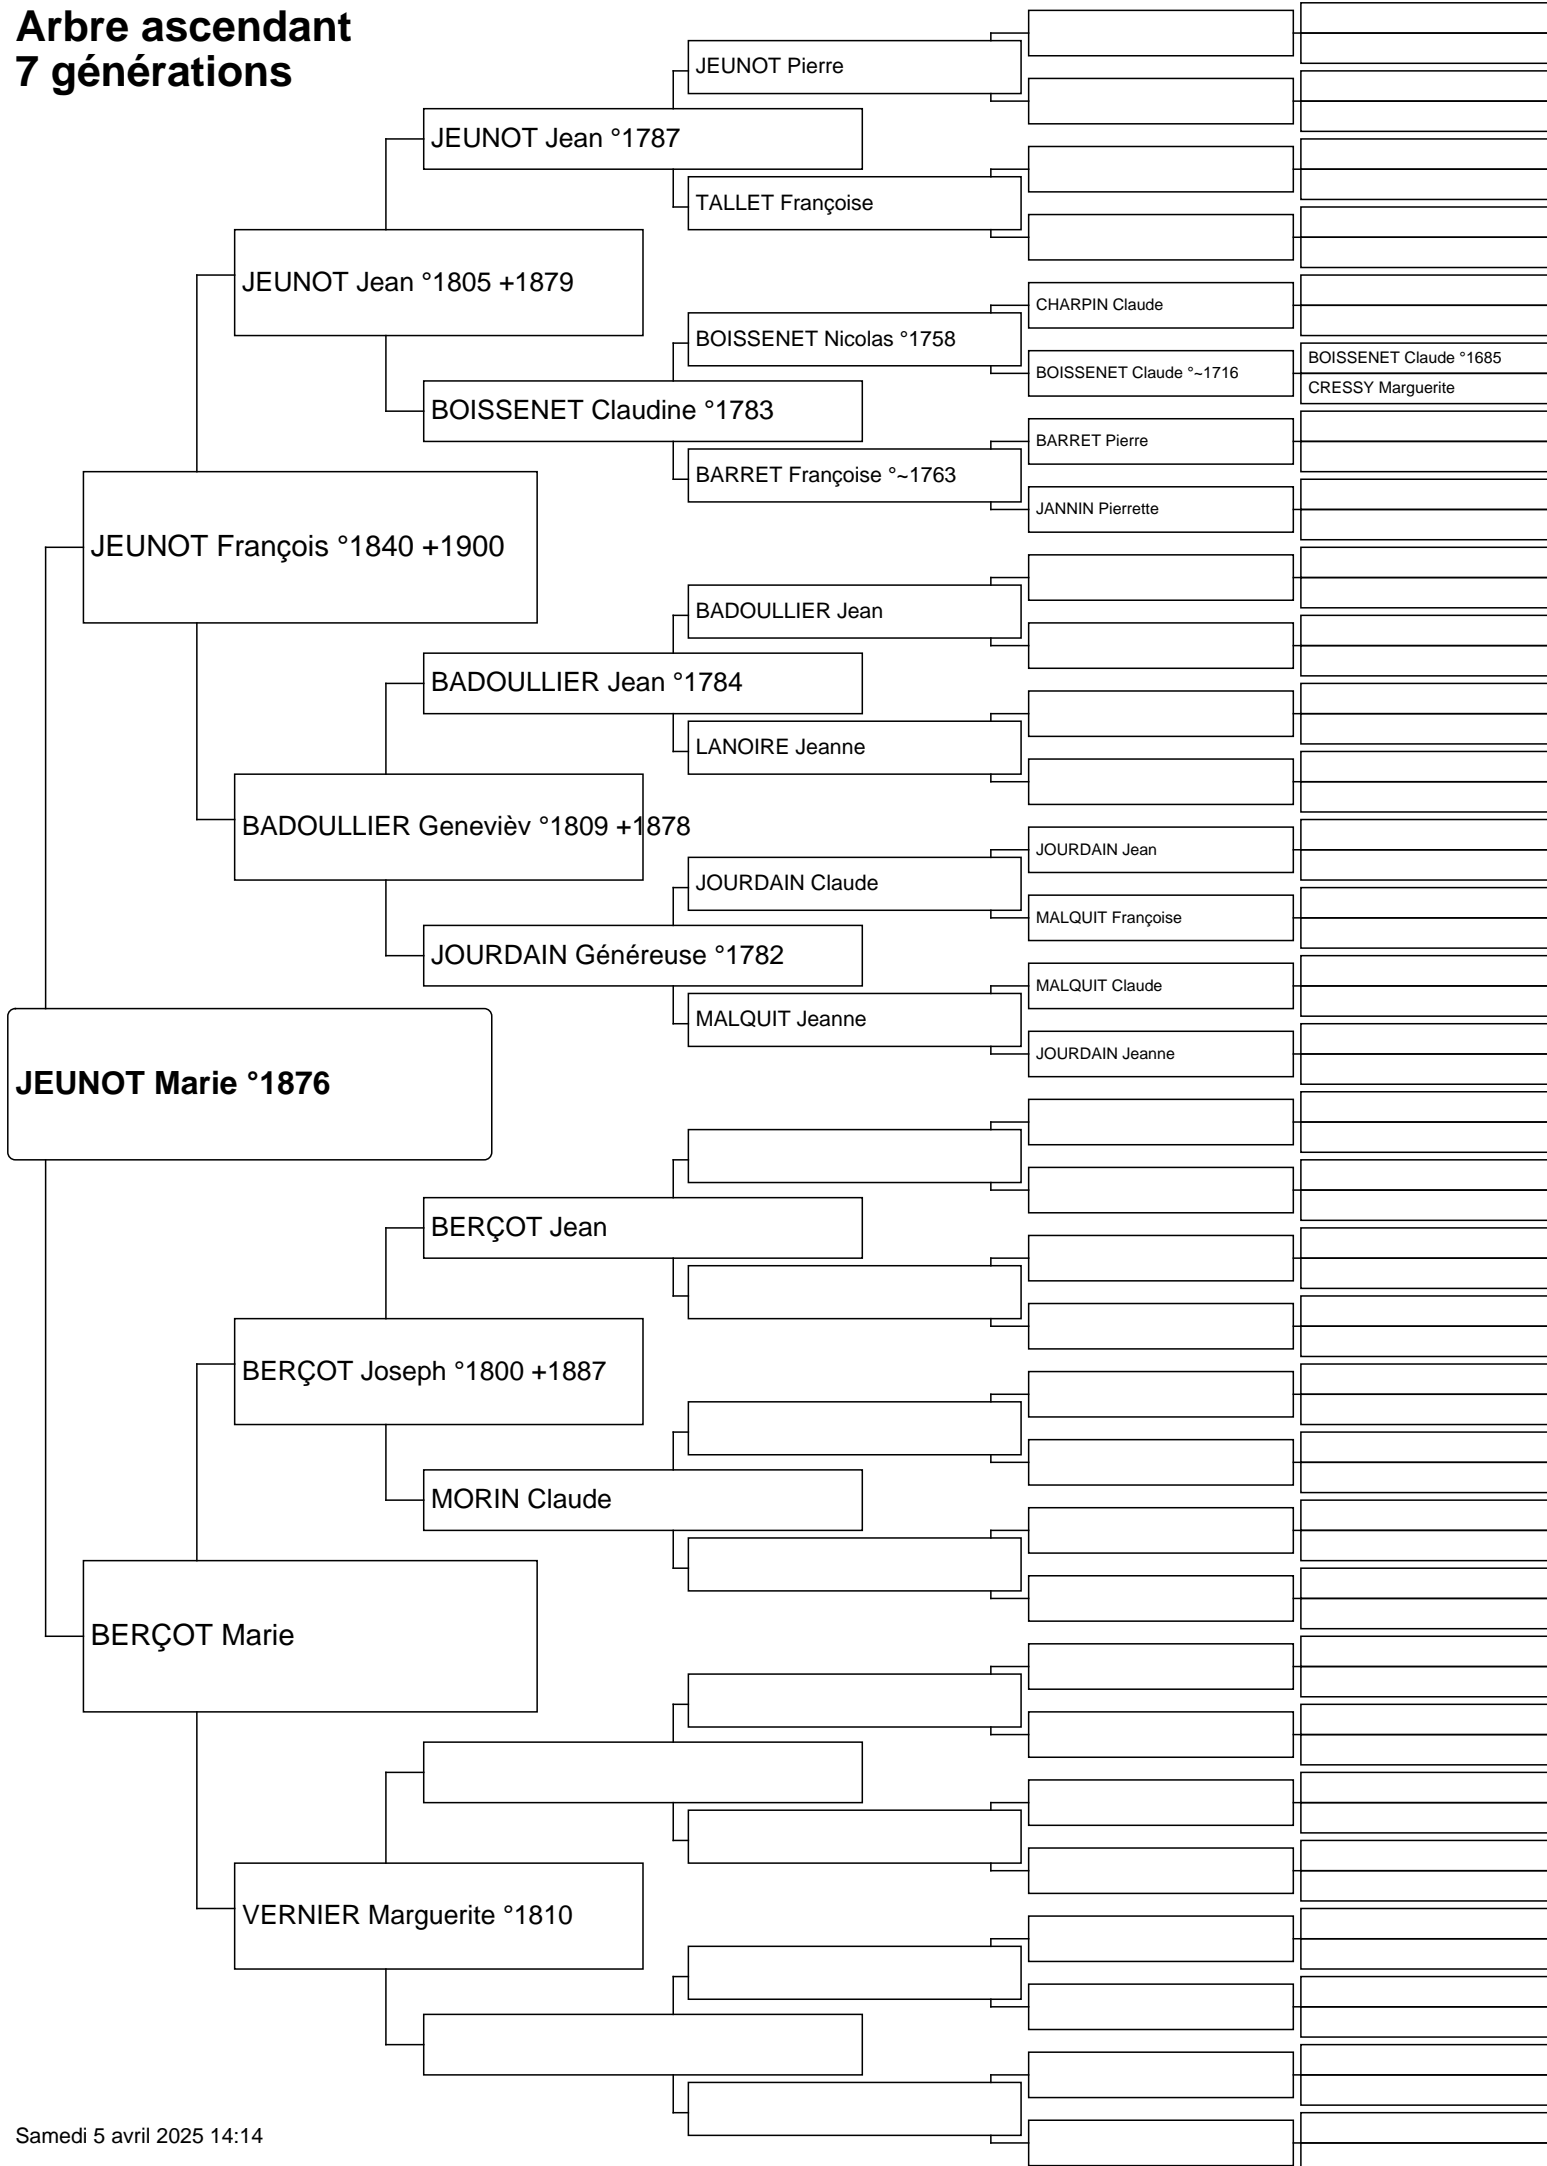 Arbre ascendant
7 générations
JEUNOT Pierre
JEUNOT Jean °1787
TALLET Françoise
JEUNOT Jean °1805 +1879
CHARPIN Claude
BOISSENET Nicolas °1758
BOISSENET Claude °~1716
BOISSENET Claude °1685
CRESSY Marguerite
BOISSENET Claudine °1783
BARRET Pierre
BARRET Françoise °~1763
JANNIN Pierrette
JEUNOT François °1840 +1900
BADOULLIER Jean
BADOULLIER Jean °1784
LANOIRE Jeanne
BADOULLIER Genevièv °1809 +1878
JOURDAIN Jean
JOURDAIN Claude
MALQUIT Françoise
JOURDAIN Généreuse °1782
MALQUIT Claude
MALQUIT Jeanne
JOURDAIN Jeanne
JEUNOT Marie °1876
BERÇOT Jean
BERÇOT Joseph °1800 +1887
MORIN Claude
BERÇOT Marie
VERNIER Marguerite °1810
Samedi 5 avril 2025 14:14